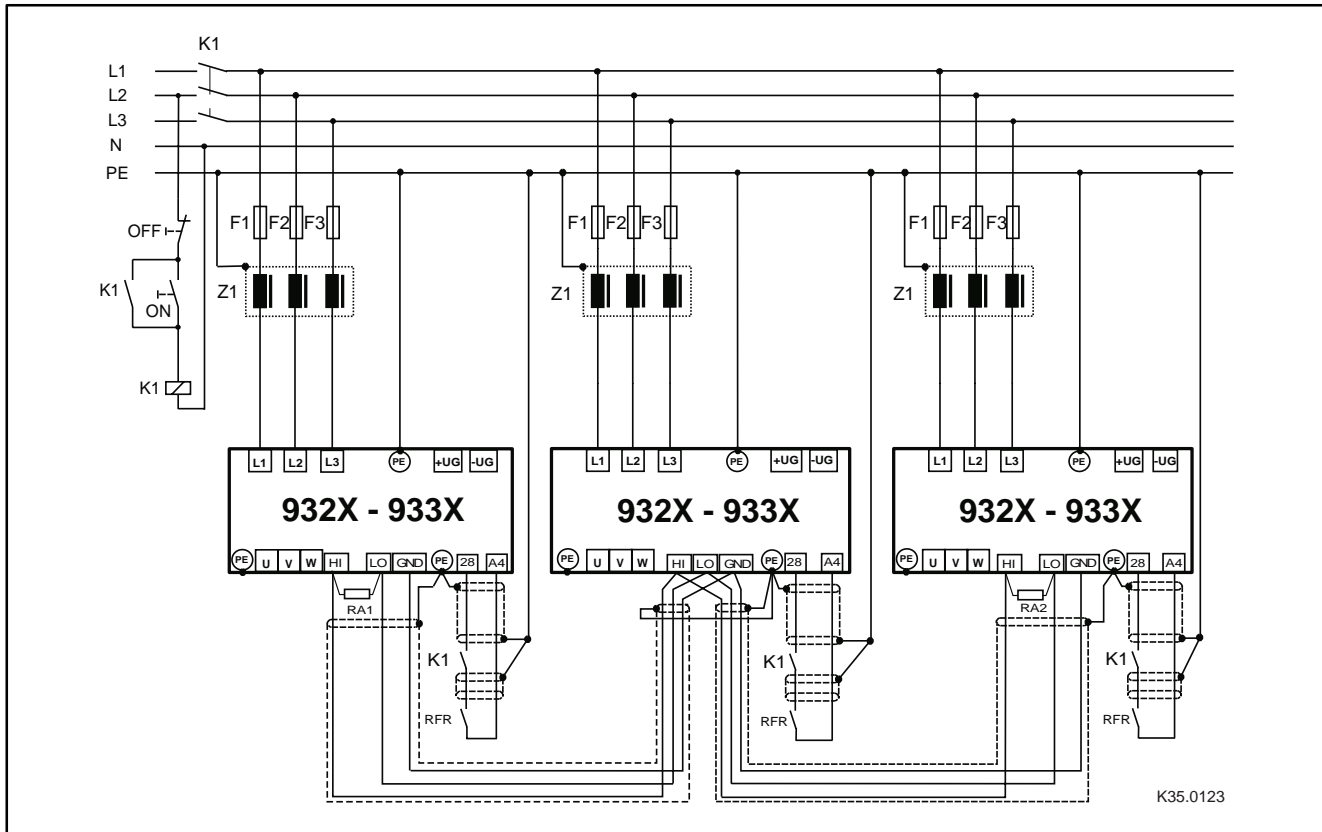 K1
L1
L2
L3
N
PE
OFF
K1
ON
K1
F1 F2 F3
Z1
F1 F2 F3
Z1
F1 F2 F3
Z1
L1 L2 L3 PE +UG -UG
932X - 933X
PE U V W HI LO GND PE 28 A4
RA1
K1
RFR
L1 L2 L3 PE +UG -UG
932X - 933X
PE U V W HI LO GND PE 28 A4
K1
RFR
L1 L2 L3 PE +UG -UG
932X - 933X
PE U V W HI LO GND PE 28 A4
RA2
K1
RFR
K35.0123